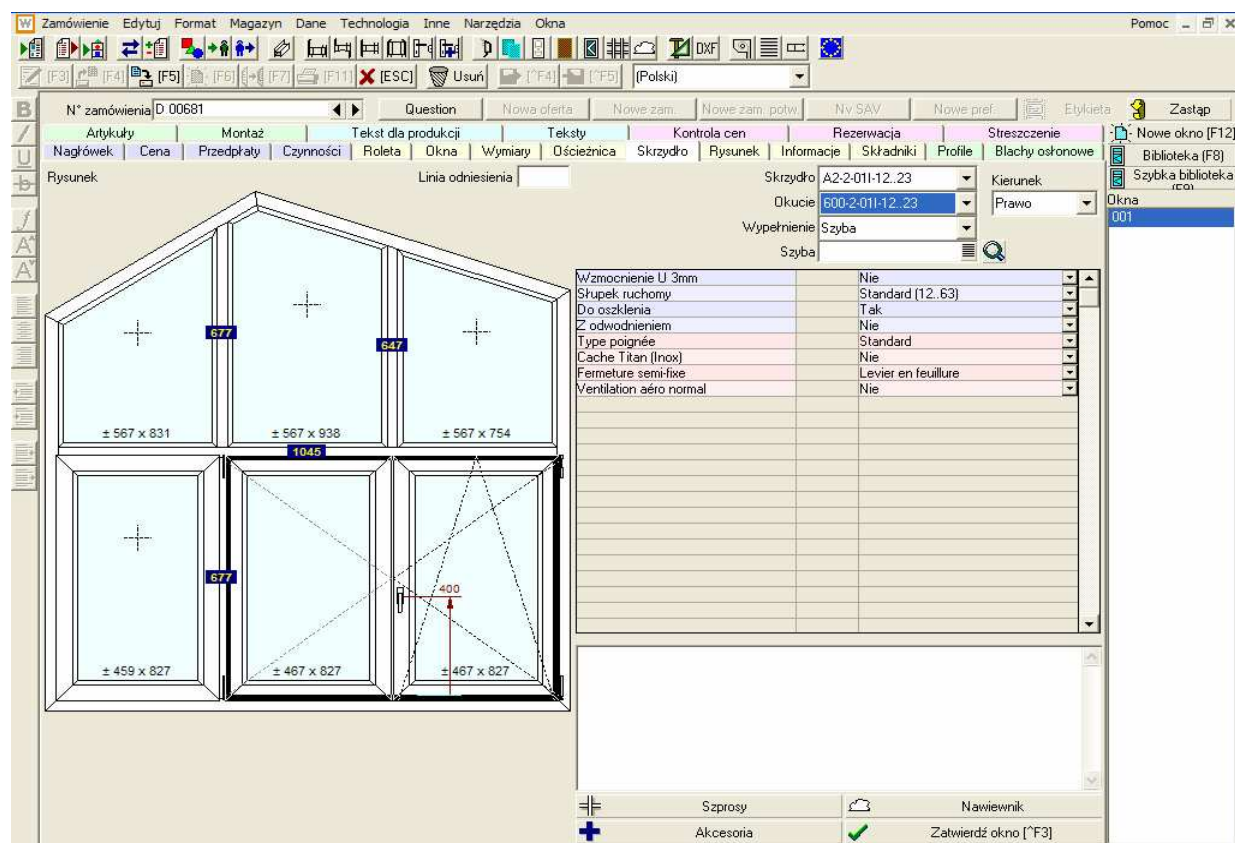 W Zamówienie Edytuj Format Magazyn Dane Technologia Inne Narzędzia Okna Pomoc
DXF
[F3] [^F4] [F5] [F6] [F7] [F11] [ESC] Usuń [^F4] [^F5] (Polski)
N° zamówienia D 00681 Question Nowa oferta Nowe zam. Nowe zam. potw. Nv SAV Nowe pref. Etykieta Zastąp
Artykuły Montaż Tekst dla produkcji Teksty Kontrola cen Rezerwacja Streszczenie Nowe okno [F12]
Nagłówek Cena Przedpłaty Czynności Roleta Okna Wymiary Ościeżnica Skrzydło Rysunek Informacje Składniki Profile Blachy osłonowe Biblioteka (F8)
Rysunek Linia odniesienia Skrzydło A2-2-01I-12..23 Kierunek Szybka biblioteka (F9)
Okucie 600-2-01I-12..23 Prawo Okna
001
Wypełnienie Szyba
Szyba
Wzmocnienie U 3mm Nie
Słupek ruchomy Standard (12..63)
Do oszklenia Tak
Z odwodnieniem Nie
Type poignée Standard
Cache Titan (Inox) Nie
Fermeture semi-fixe Levier en feuillure
Ventilation aéro normal Nie
677
647
± 567 x 831 ± 567 x 938 ± 567 x 754
1045
677
400
± 459 x 827 ± 467 x 827 ± 467 x 827
Szprosy Nawiewnik
Akcesoria Zatwierdź okno [^F3]